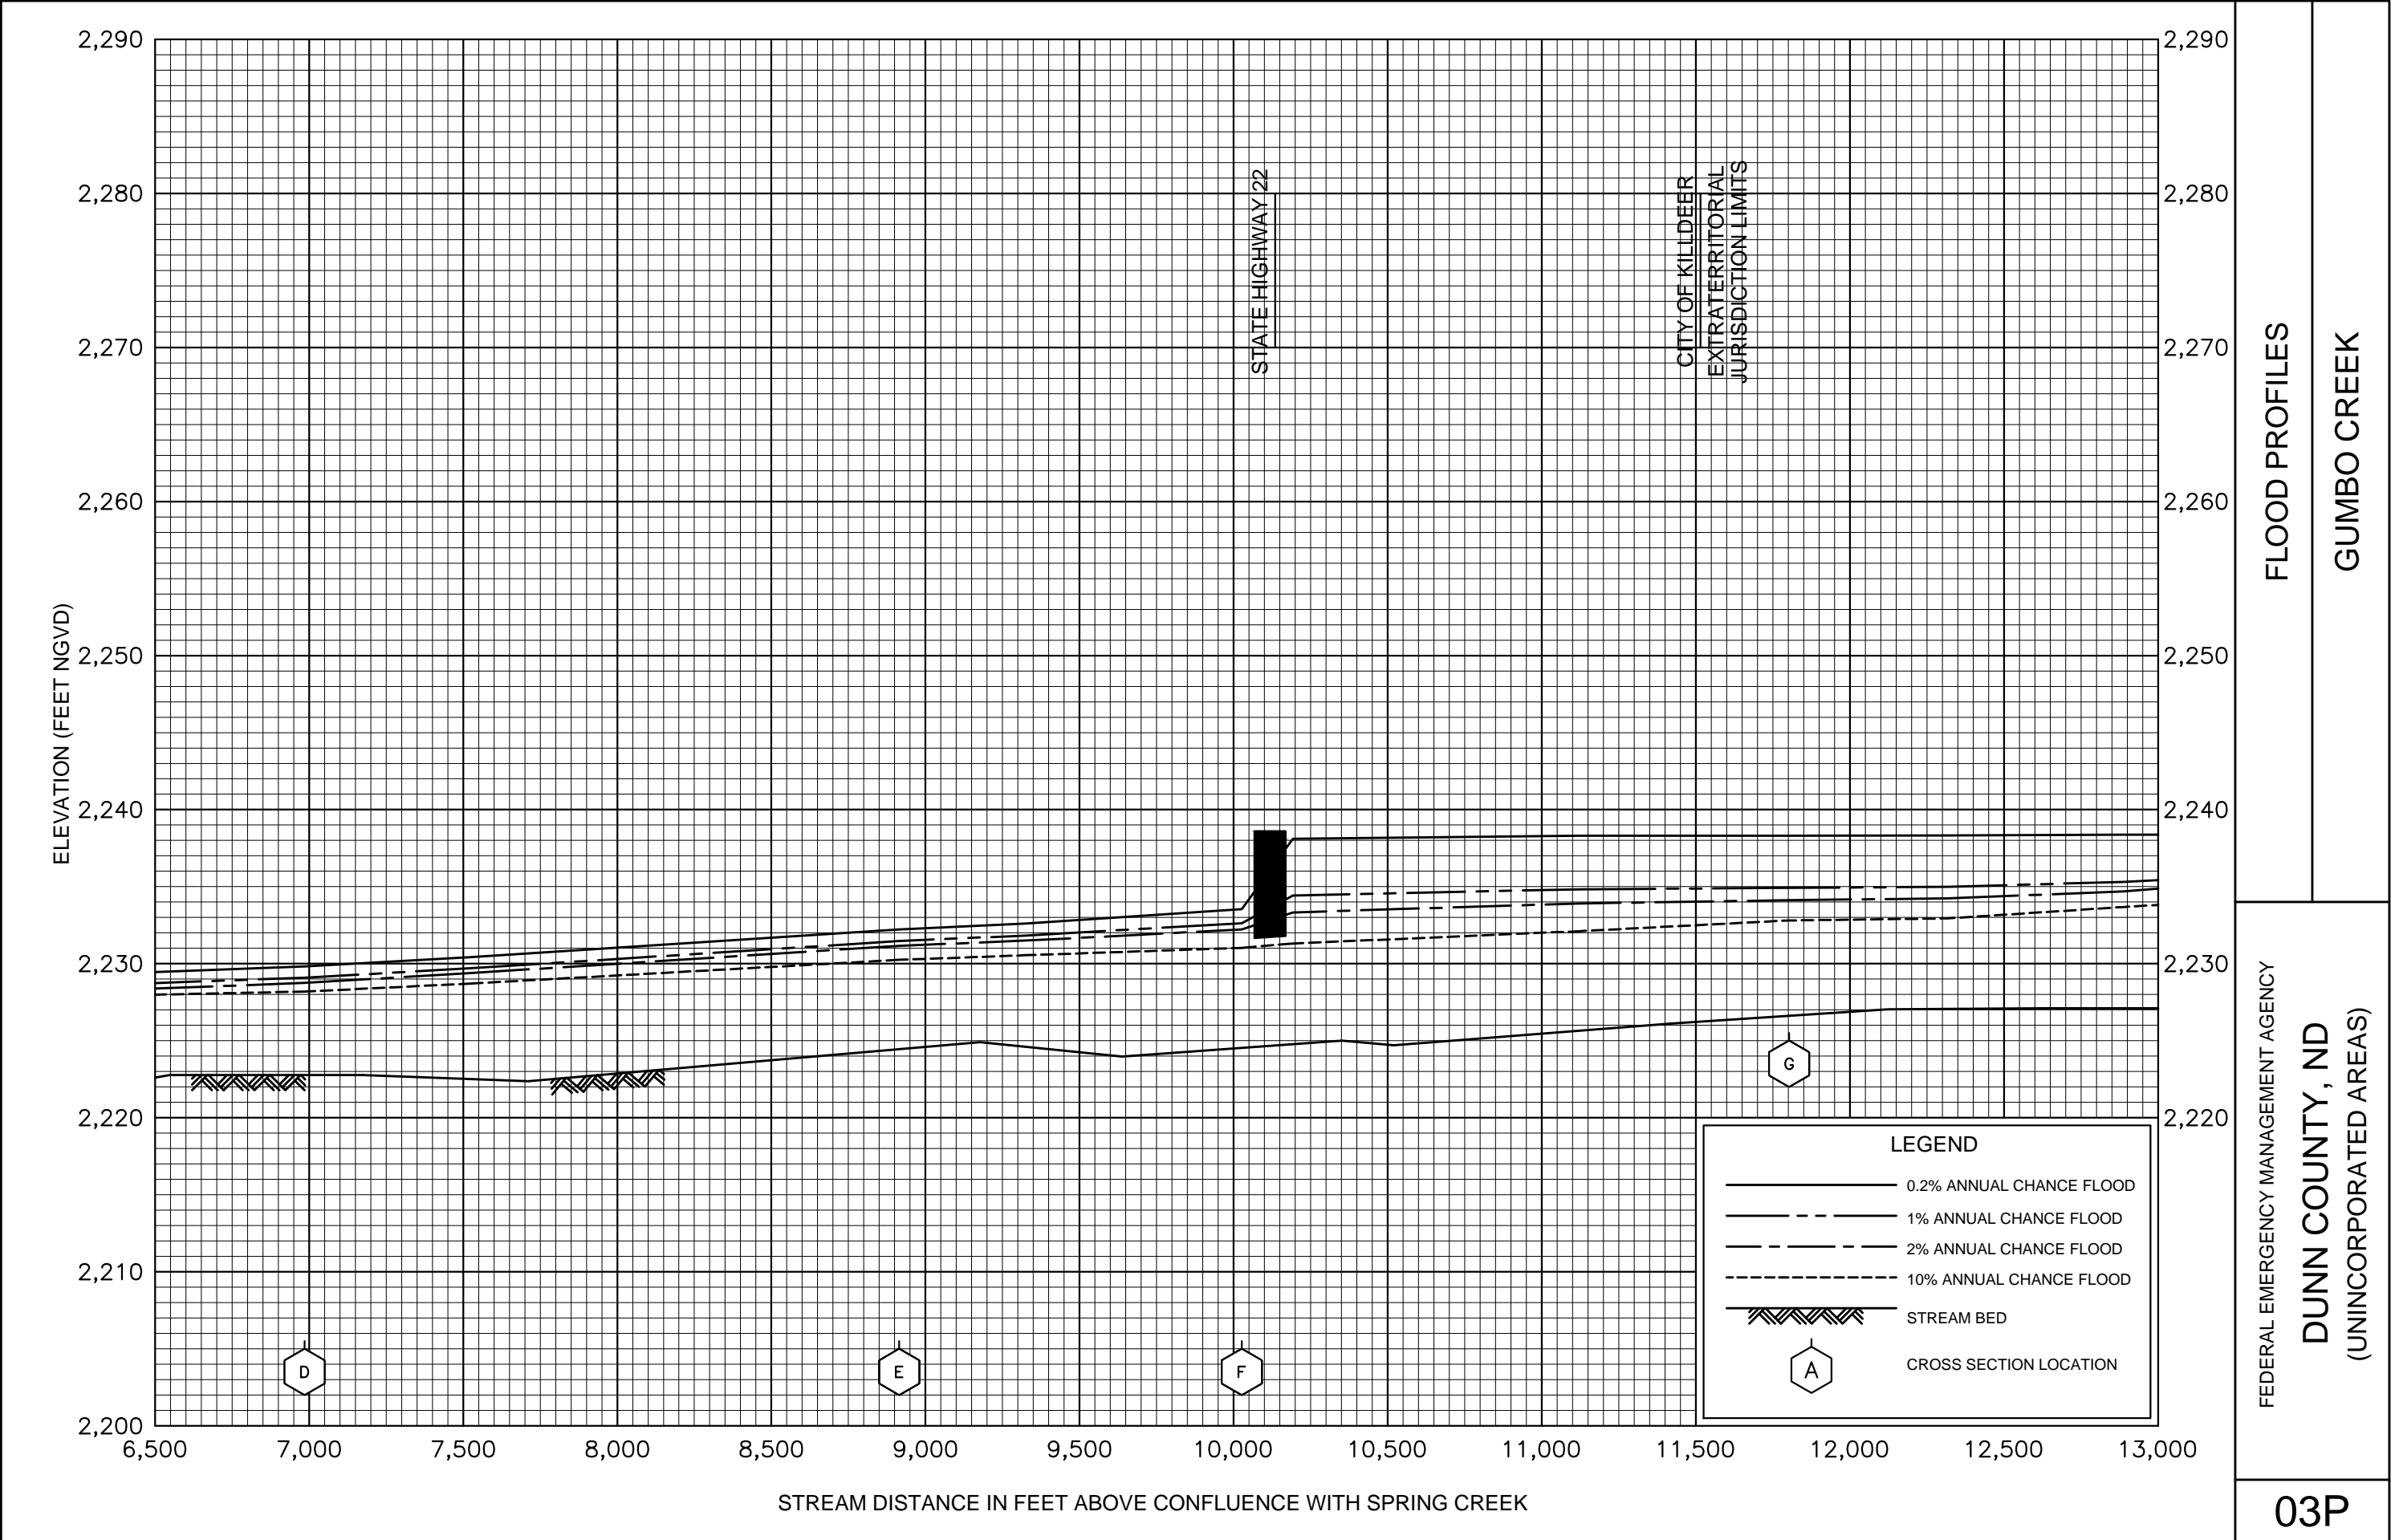 2,290
2,280
2,270
2,260
2,250
2,240
2,230
2,220
2,210
2,200
ELEVATION (FEET NGVD)
STATE HIGHWAY 22
CITY OF KILLDEER
EXTRATERRITORIAL
JURISDICTION LIMITS
2,290
2,280
2,270
2,260
2,250
2,240
2,230
2,220
D
E
F
G
LEGEND
0.2% ANNUAL CHANCE FLOOD
1% ANNUAL CHANCE FLOOD
2% ANNUAL CHANCE FLOOD
10% ANNUAL CHANCE FLOOD
STREAM BED
A CROSS SECTION LOCATION
6,500 7,000 7,500 8,000 8,500 9,000 9,500 10,000 10,500 11,000 11,500 12,000 12,500 13,000
STREAM DISTANCE IN FEET ABOVE CONFLUENCE WITH SPRING CREEK
FLOOD PROFILES
GUMBO CREEK
FEDERAL EMERGENCY MANAGEMENT AGENCY
DUNN COUNTY, ND
(UNINCORPORATED AREAS)
03P